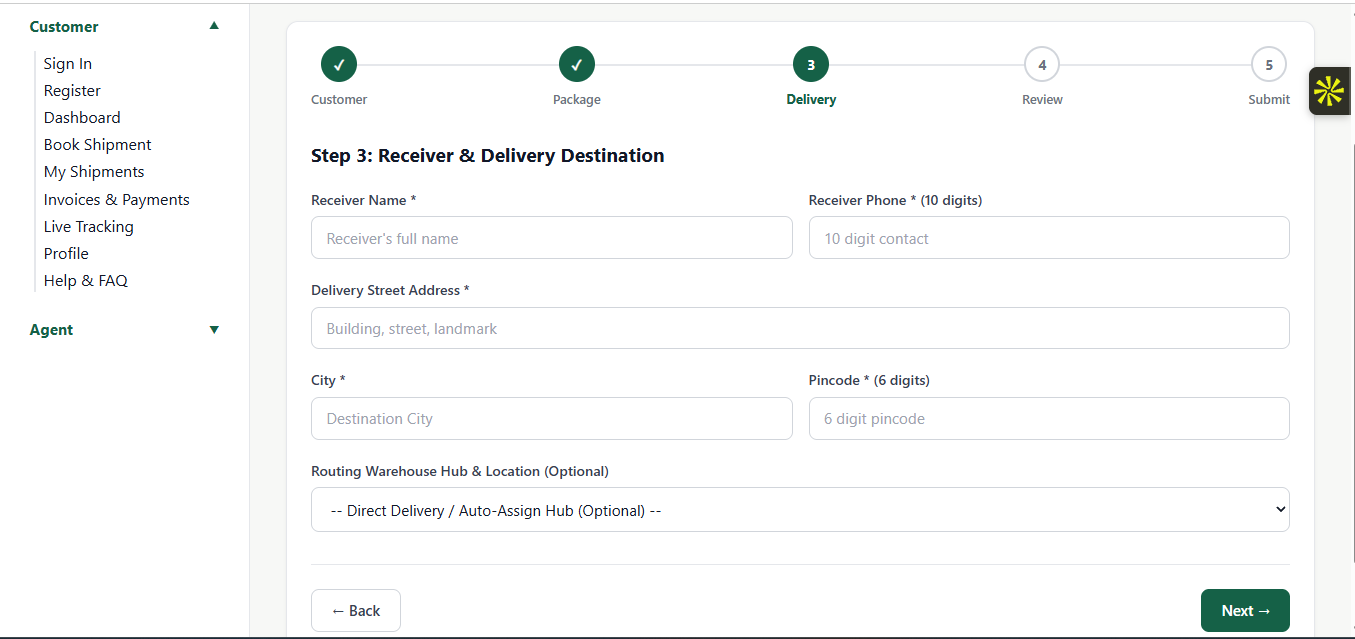 Customer ▲
Sign In
Register
Dashboard
Book Shipment
My Shipments
Invoices & Payments
Live Tracking
Profile
Help & FAQ
Agent ▼
✓ ✓ 3 4 5
Customer Package Delivery Review Submit
Step 3: Receiver & Delivery Destination
Receiver Name * Receiver Phone * (10 digits)
Receiver's full name 10 digit contact
Delivery Street Address *
Building, street, landmark
City * Pincode * (6 digits)
Destination City 6 digit pincode
Routing Warehouse Hub & Location (Optional)
-- Direct Delivery / Auto-Assign Hub (Optional) --
← Back Next →